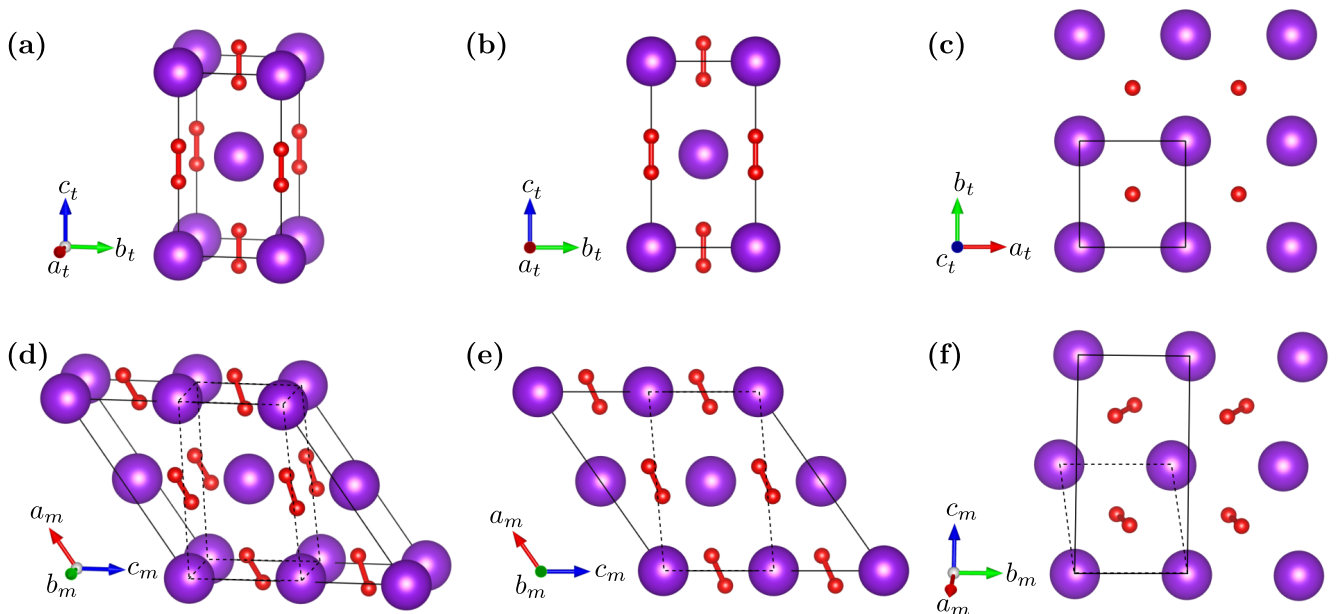 (a)
c_t
b_t
a_t
(b)
c_t
b_t
a_t
(c)
b_t
c_t
a_t
(d)
a_m
b_m
c_m
(e)
a_m
b_m
c_m
(f)
c_m
b_m
a_m